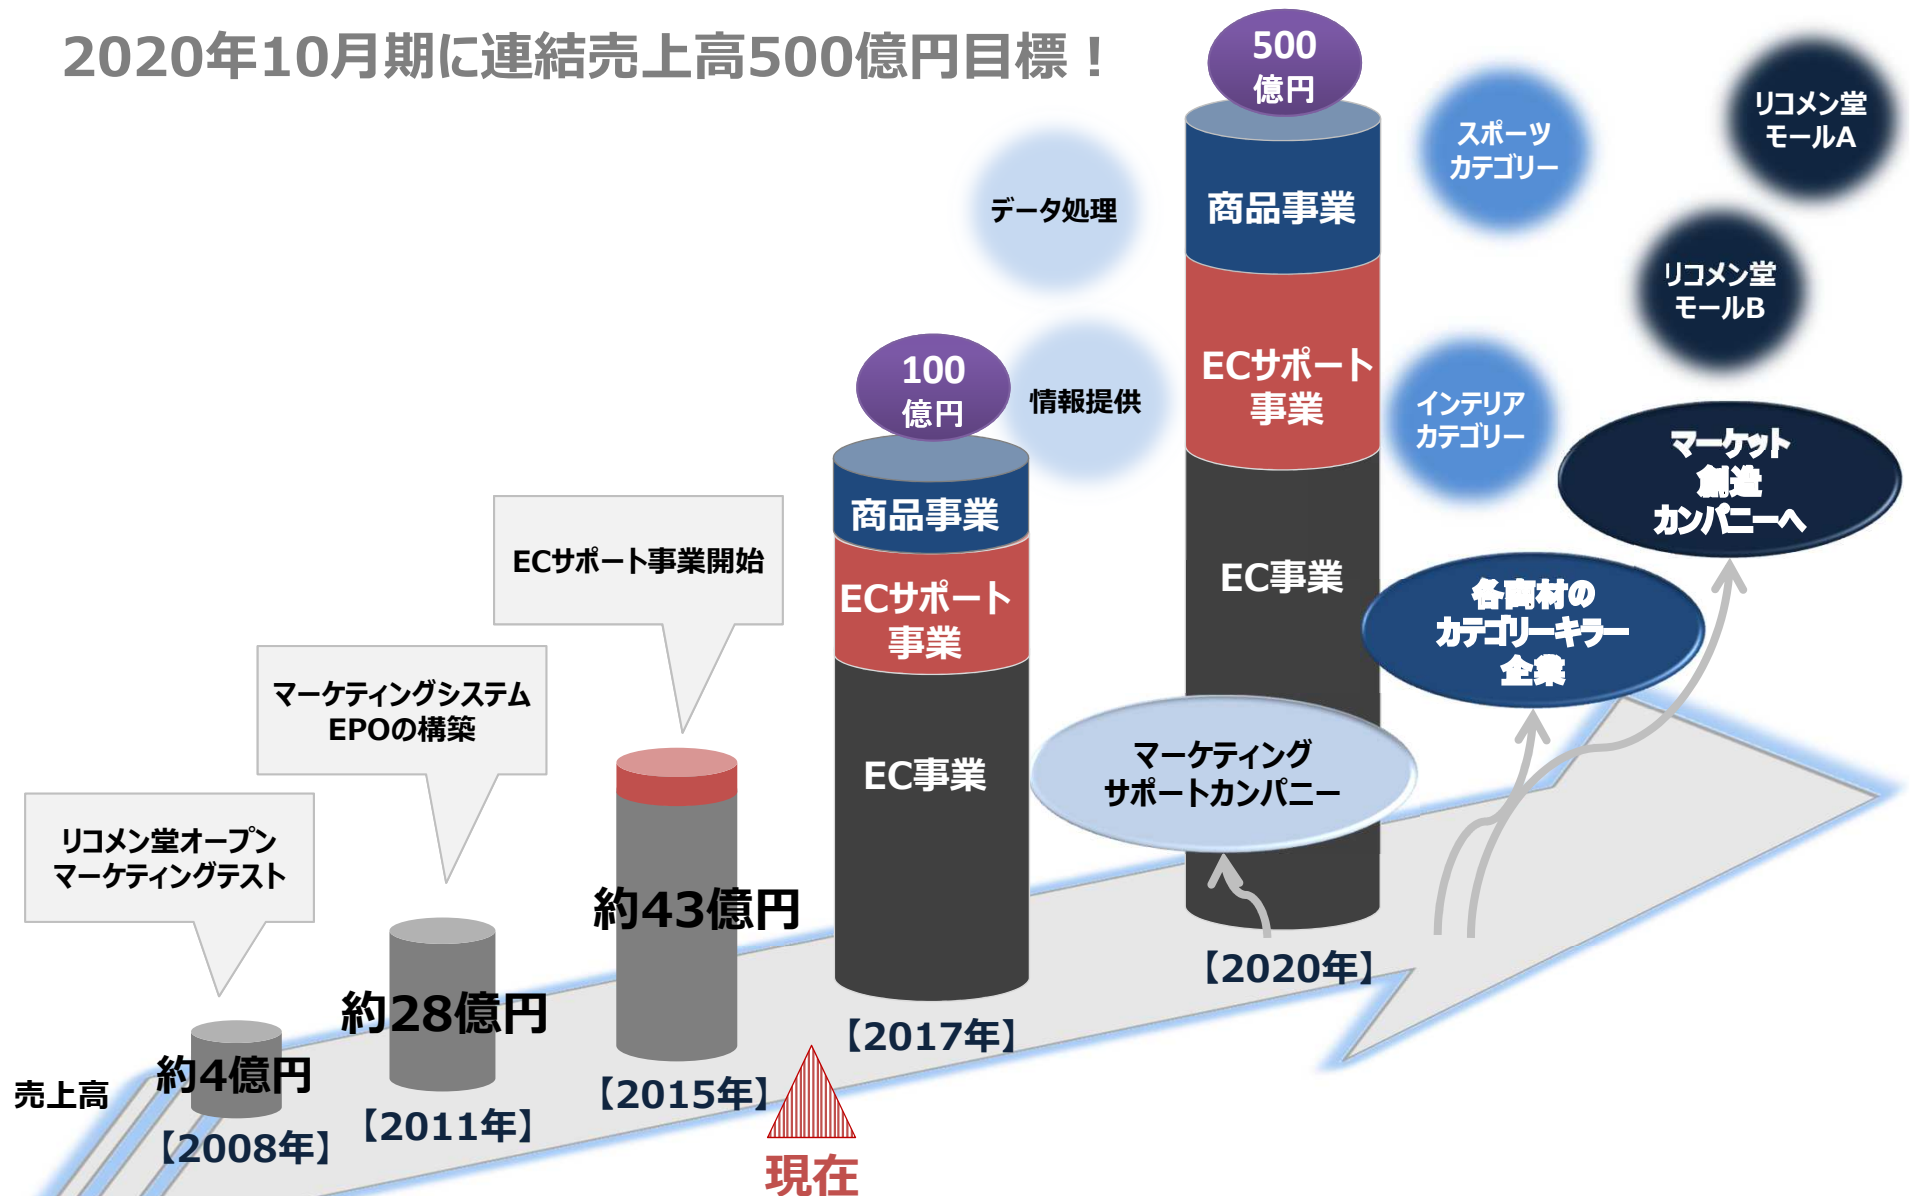 2020年10月期に連結売上高500億円目標！
500
億円
リコメン堂
モールA
スポーツ
カテゴリー
データ処理
商品事業
リコメン堂
モールB
100
億円
情報提供
ECサポート
事業
インテリア
カテゴリー
マーケット
創造
カンパニーへ
商品事業
ECサポート事業開始
ECサポート
事業
EC事業
各商材の
カテゴリーキラー
企業
マーケティングシステム
EPOの構築
EC事業
マーケティング
サポートカンパニー
リコメン堂オープン
マーケティングテスト
約43億円
約28億円
約4億円
売上高
【2008年】
【2011年】
【2015年】
【2017年】
【2020年】
現在